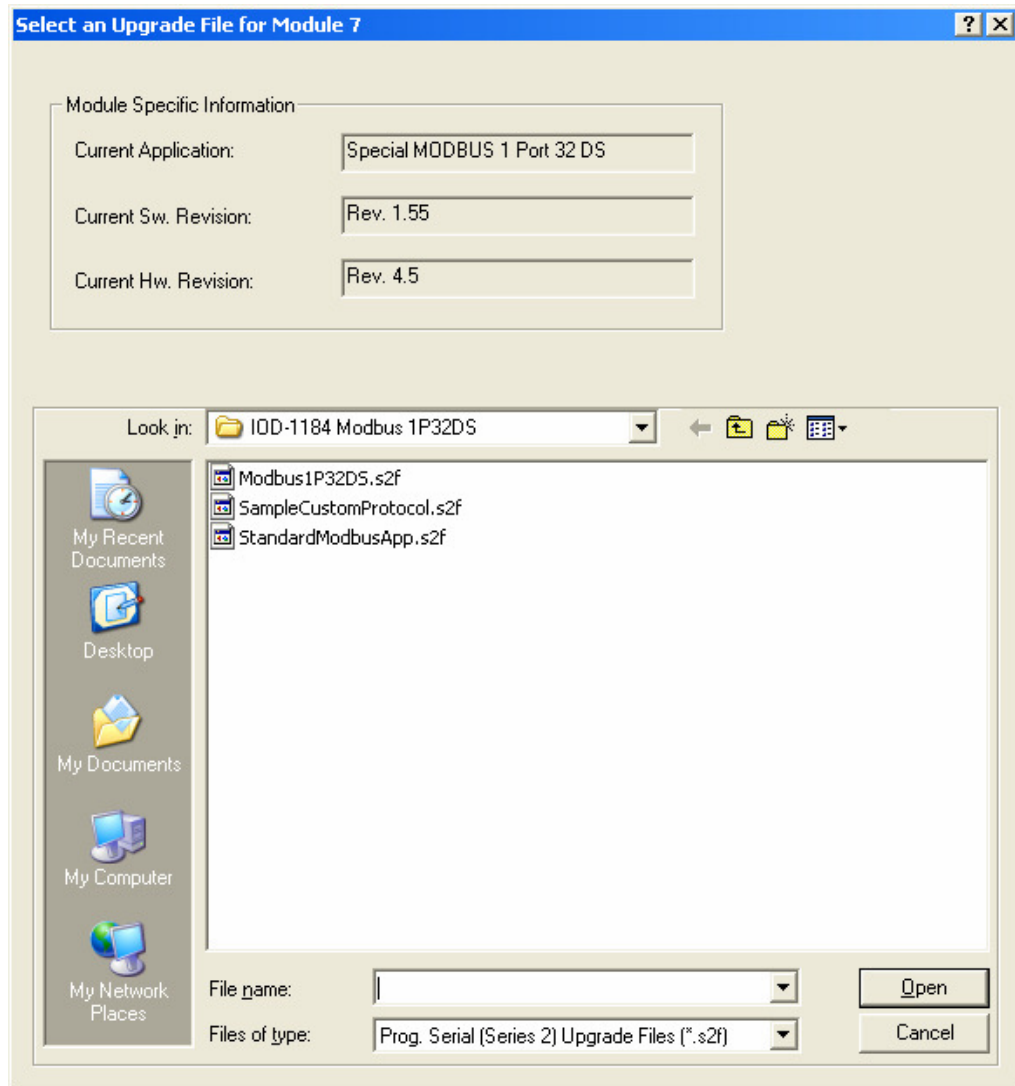 Select an Upgrade File for Module 7
Module Specific Information
Current Application: Special MODBUS 1 Port 32 DS
Current Sw. Revision: Rev. 1.55
Current Hw. Revision: Rev. 4.5
Look in: IOD-1184 Modbus 1P32DS
Modbus1P32DS.s2f
SampleCustomProtocol.s2f
StandardModbusApp.s2f
My Recent
Documents
Desktop
My Documents
My Computer
My Network
Places
File name:
Open
Files of type: Prog. Serial (Series 2) Upgrade Files (*.s2f)
Cancel